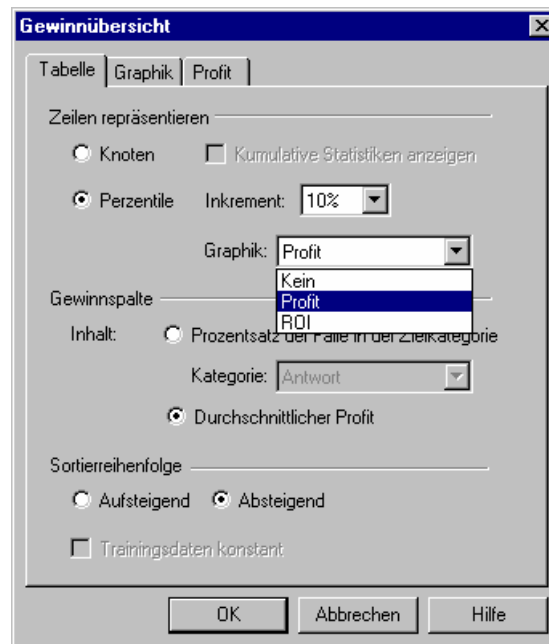 Gewinnübersicht
Tabelle Graphik Profit
Zeilen repräsentieren
Knoten Kumulative Statistiken anzeigen
Perzentile Inkrement: 10%
Graphik: Profit
Kein
Profit
ROI
Gewinnspalte
Inhalt: Prozentsatz der Fälle in der Zielkategorie
Kategorie: Antwort
Durchschnittlicher Profit
Sortierreihenfolge
Aufsteigend Absteigend
Trainingsdaten konstant
OK Abbrechen Hilfe